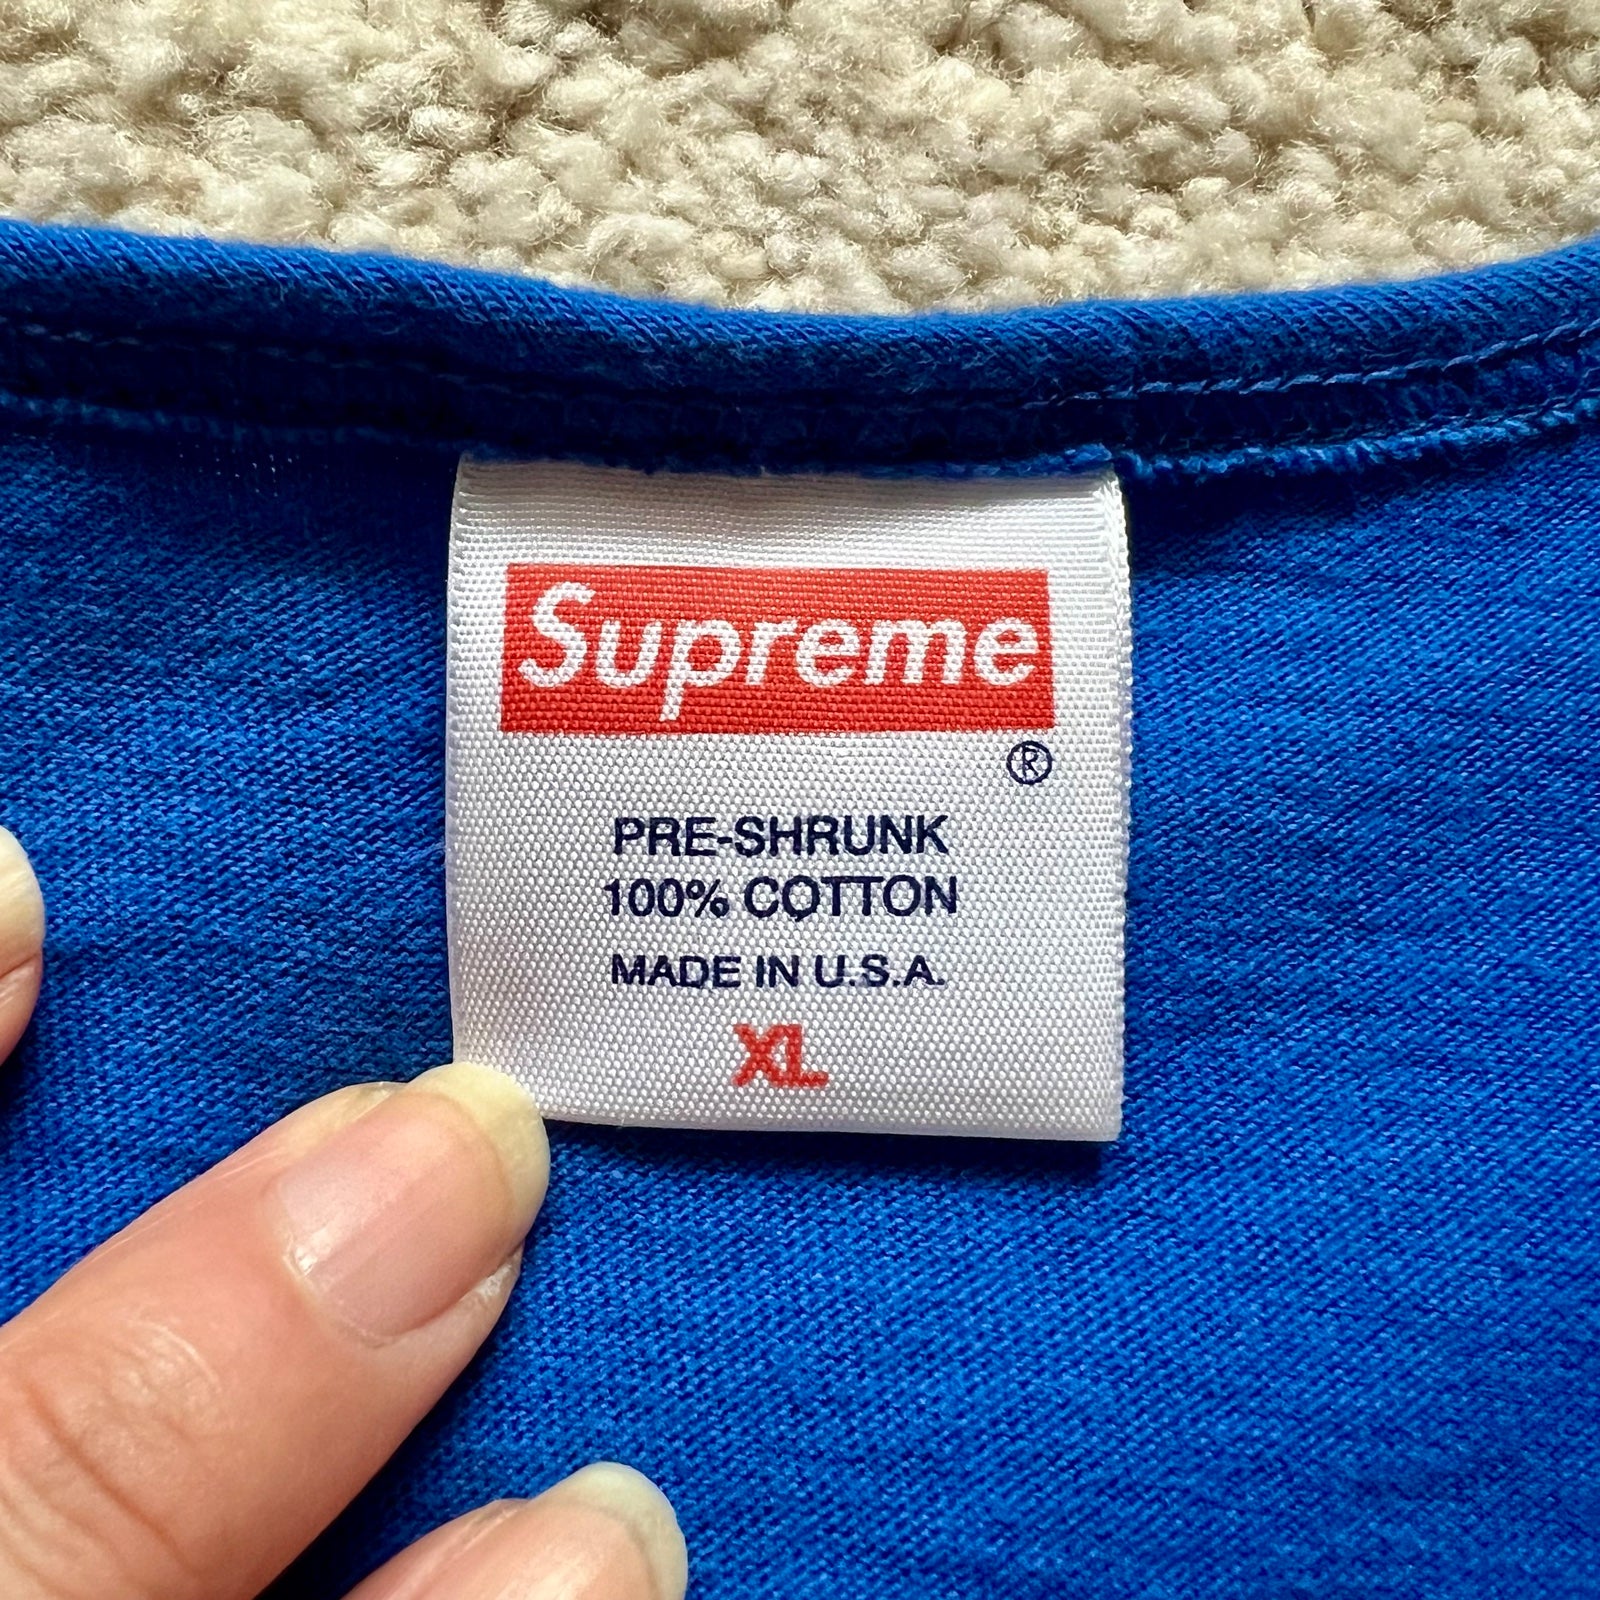 Supreme
®
PRE-SHRUNK
100% COTTON
MADE IN U.S.A.
XL